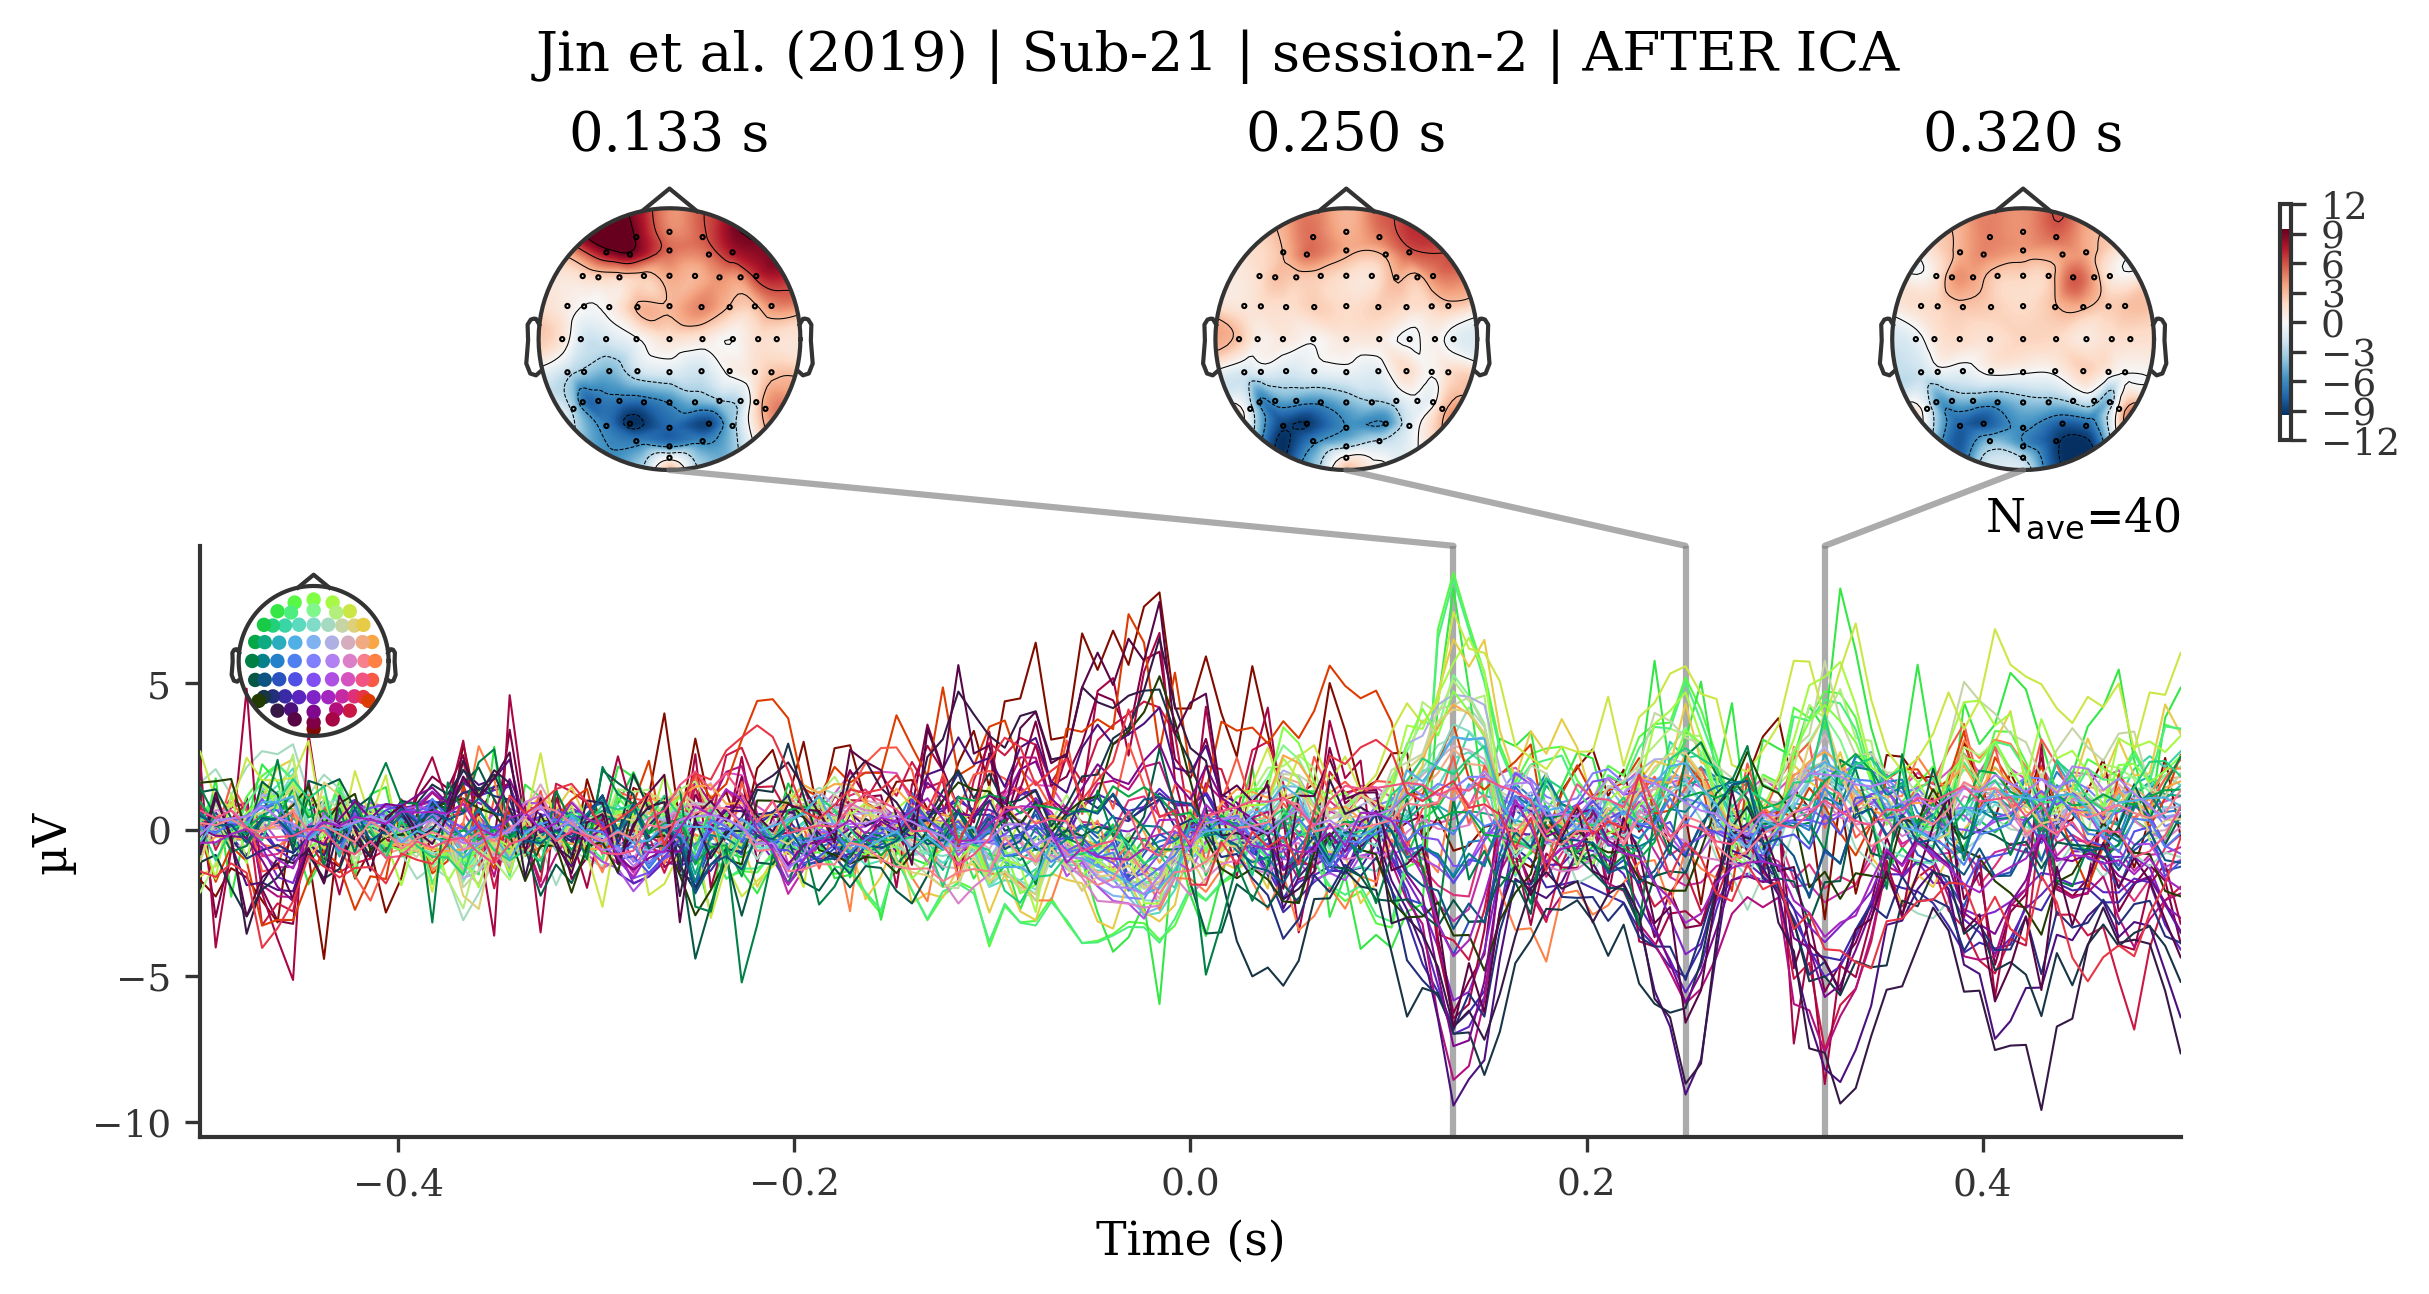 Jin et al. (2019) | Sub-21 | session-2 | AFTER ICA
0.133 s
0.250 s
0.320 s
12
9
6
3
0
−3
−6
−9
−12
Nave=40
5
0
−5
−10
µV
−0.4
−0.2
0.0
0.2
0.4
Time (s)